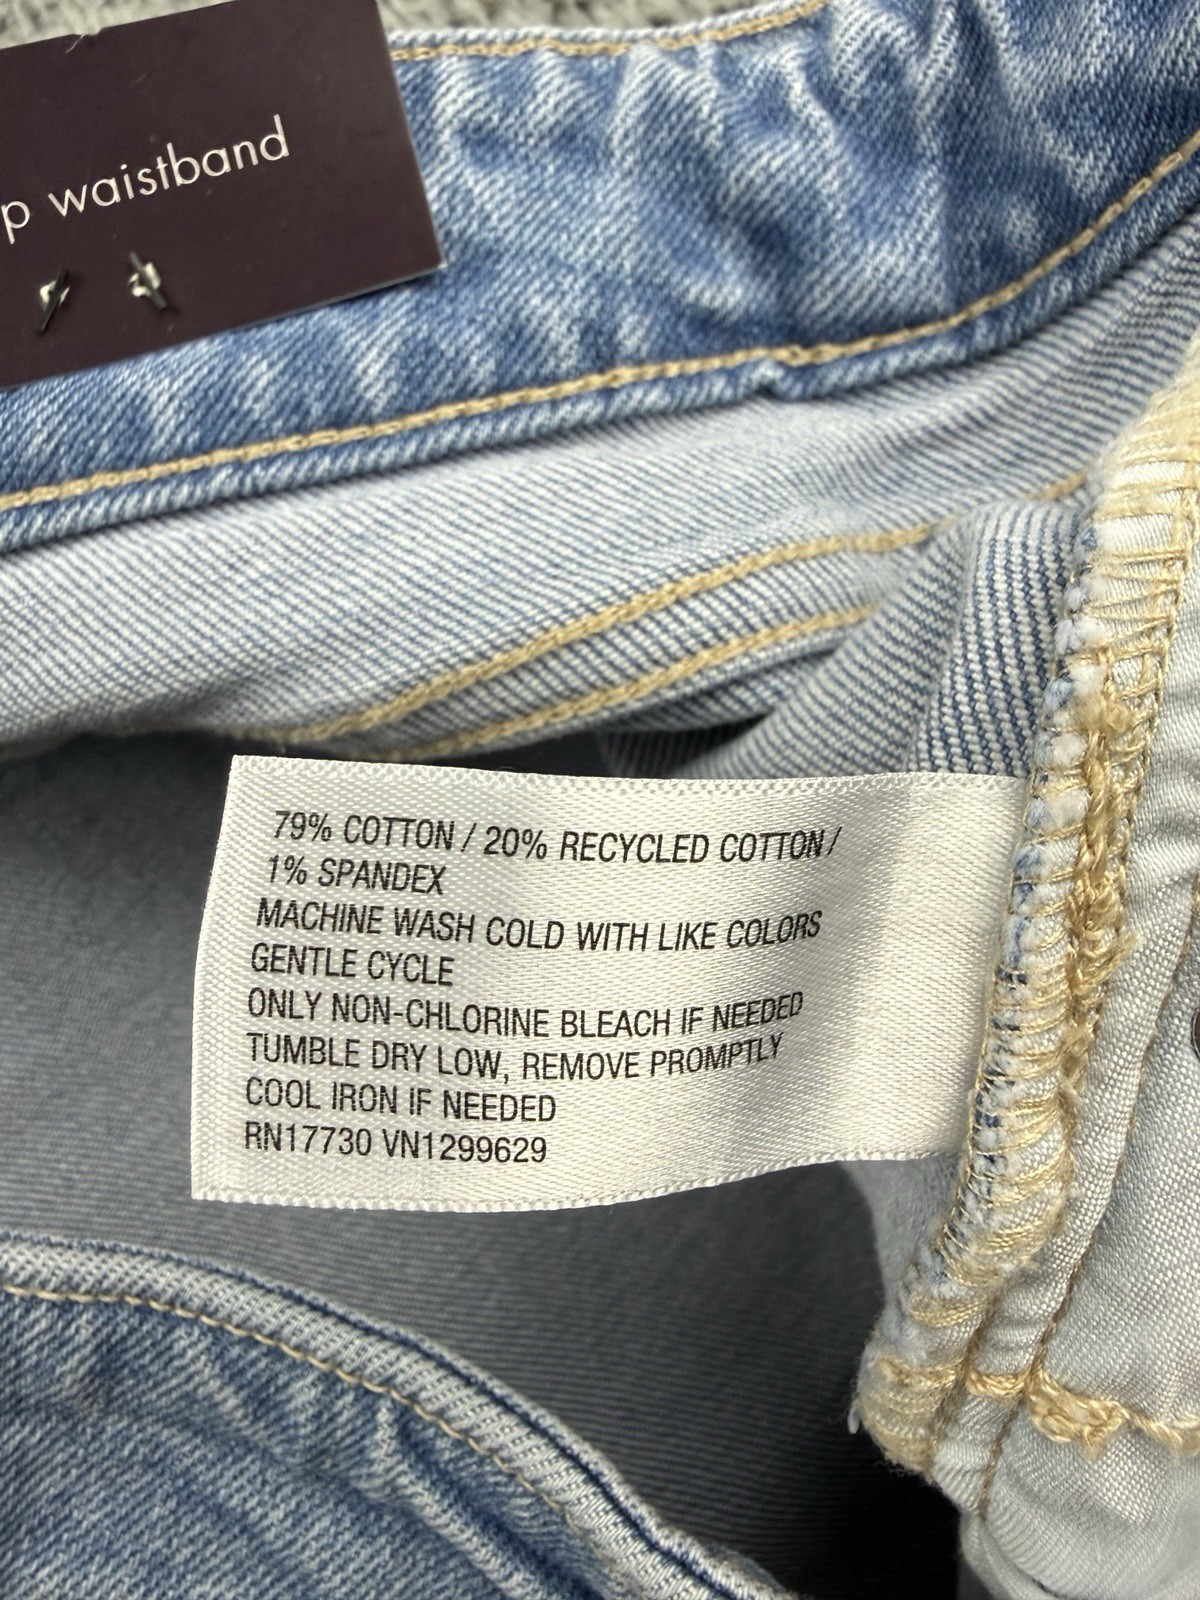 waistband
79% COTTON / 20% RECYCLED COTTON /
1% SPANDEX
MACHINE WASH COLD WITH LIKE COLORS
GENTLE CYCLE
ONLY NON-CHLORINE BLEACH IF NEEDED
TUMBLE DRY LOW, REMOVE PROMPTLY
COOL IRON IF NEEDED
RN17730 VN1299629